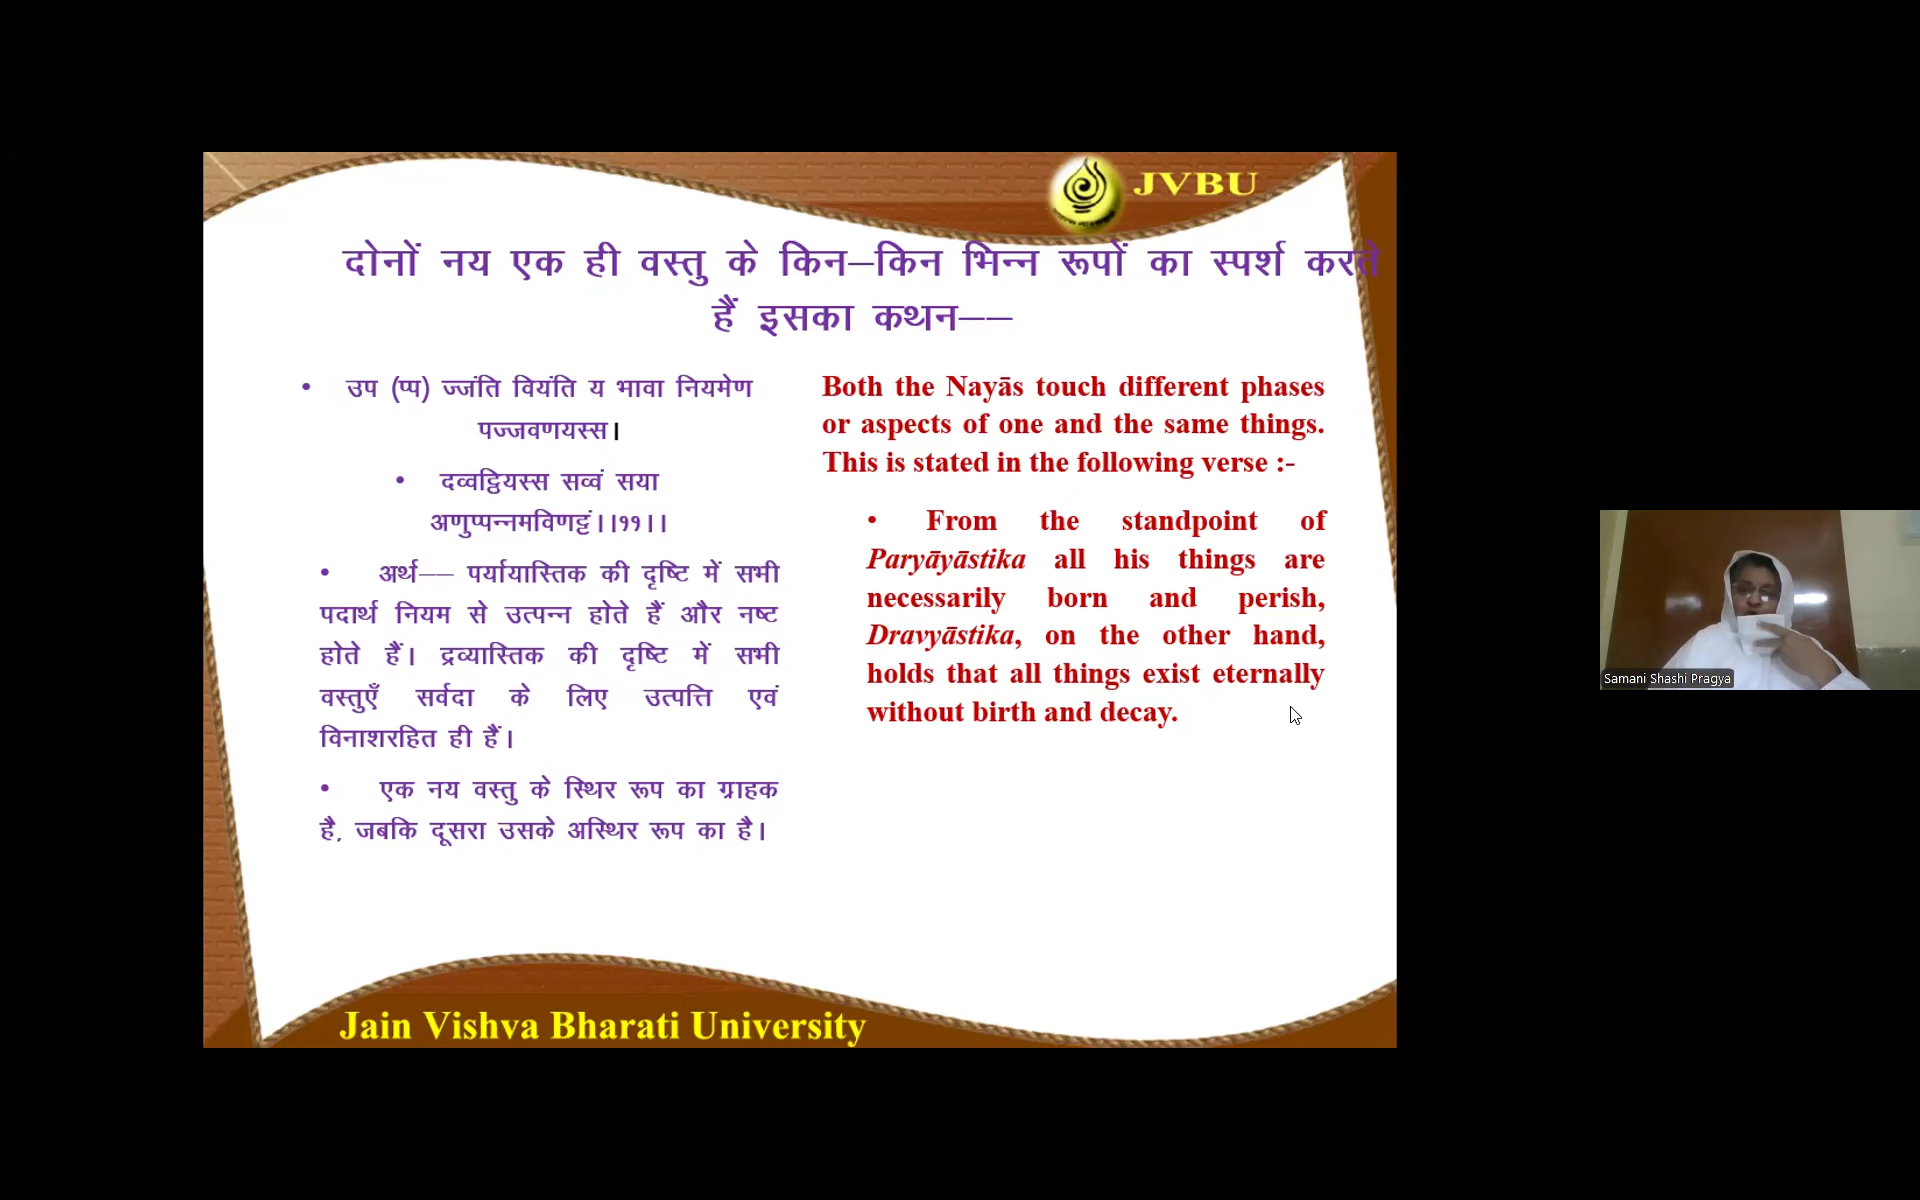 JVBU
दोनों नय एक ही वस्तु के किन–किन भिन्न रूपों का स्पर्श करते
हैं इसका कथन––
• उप (प्प) ज्जंति वियंति य भावा नियमेण
पज्जवणयस्स।
• दव्वट्ठियस्स सव्वं सया
अणुप्पन्नमविणट्ठं।।११।।
• अर्थ–– पर्यायास्तिक की दृष्टि में सभी
पदार्थ नियम से उत्पन्न होते हैं और नष्ट
होते हैं। द्रव्यास्तिक की दृष्टि में सभी
वस्तुएँ सर्वदा के लिए उत्पत्ति एवं
विनाशरहित ही हैं।
• एक नय वस्तु के स्थिर रूप का ग्राहक
है, जबकि दूसरा उसके अस्थिर रूप का है।
Both the Nayās touch different phases
or aspects of one and the same things.
This is stated in the following verse :-
• From the standpoint of
Paryāyāstika all his things are
necessarily born and perish,
Dravyāstika, on the other hand,
holds that all things exist eternally
without birth and decay.
Samani Shashi Pragya
Jain Vishva Bharati University